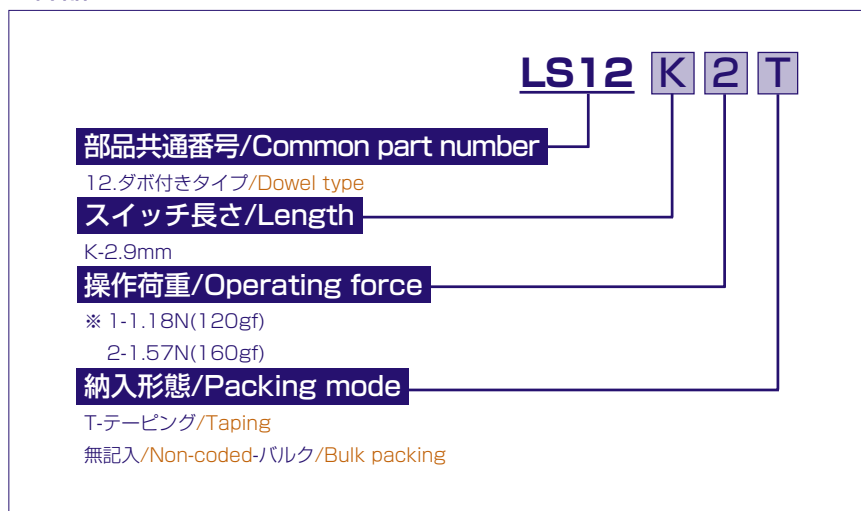 LS12 K 2 T
部品共通番号/Common part number
12.ダボ付きタイプ/Dowel type
スイッチ長さ/Length
K-2.9mm
操作荷重/Operating force
※ 1-1.18N(120gf)
2-1.57N(160gf)
納入形態/Packing mode
T-テーピング/Taping
無記入/Non-coded-バルク/Bulk packing